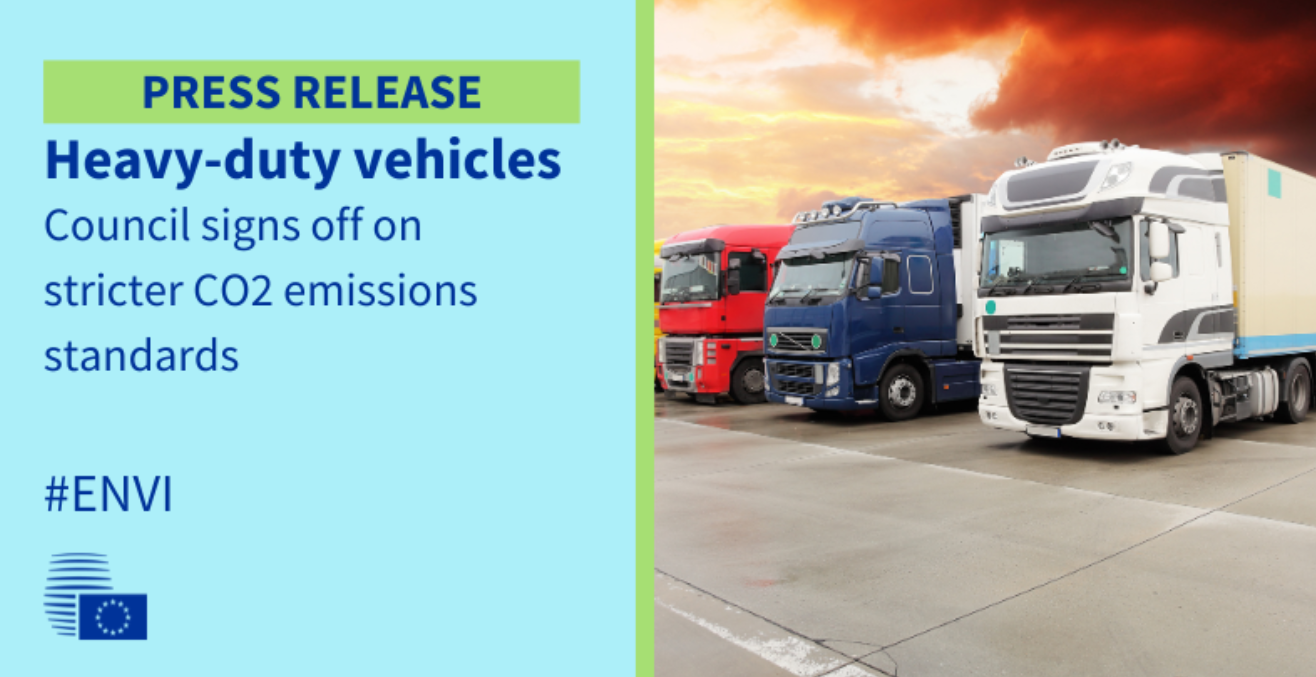 PRESS RELEASE
Heavy-duty vehicles
Council signs off on
stricter CO2 emissions
standards
#ENVI